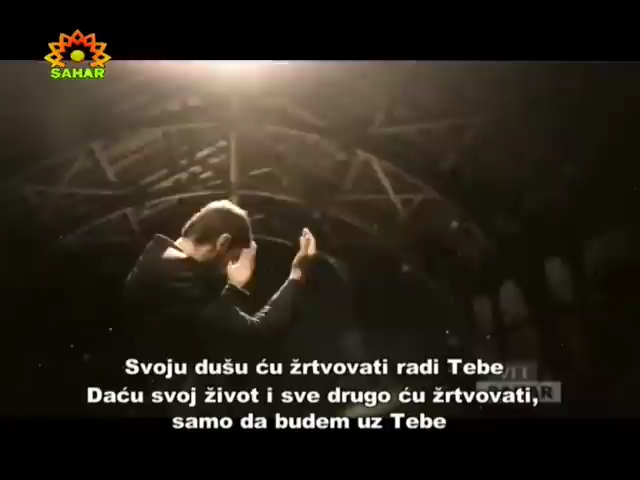 SAHAR
Svoju dušu ću žrtvovati radi Tebe
Daću svoj život i sve drugo ću žrtvovati,
samo da budem uz Tebe